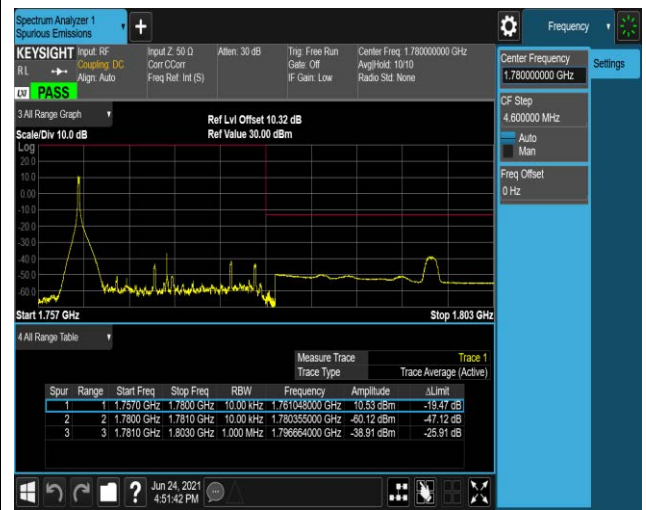 Spectrum Analyzer 1
Spurious Emissions
Frequency
KEYSIGHT
RL
Input: RF
Coupling: DC
Align: Auto
Input Z: 50 Ω
Corr CCorr
Freq Ref: Int (S)
Atten: 30 dB
Trig: Free Run
Gate: Off
IF Gain: Low
Center Freq: 1.780000000 GHz
Avg|Hold: 10/10
Radio Std: None
LXI PASS
Center Frequency
1.780000000 GHz
Settings
CF Step
4.600000 MHz
Auto
Man
Freq Offset
0 Hz
3 All Range Graph
Scale/Div 10.0 dB
Ref Lvl Offset 10.32 dB
Ref Value 30.00 dBm
Log
20.0
10.0
0.00
-10.0
-20.0
-30.0
-40.0
-50.0
-60.0
Start 1.757 GHz
Stop 1.803 GHz
4 All Range Table
Measure Trace Trace 1
Trace Type Trace Average (Active)
Spur Range Start Freq Stop Freq RBW Frequency Amplitude ΔLimit
1 1 1.7570 GHz 1.7800 GHz 10.00 kHz 1.761048000 GHz 10.53 dBm -19.47 dB
2 2 1.7800 GHz 1.7810 GHz 10.00 kHz 1.780355000 GHz -60.12 dBm -47.12 dB
3 3 1.7810 GHz 1.8030 GHz 1.000 MHz 1.796664000 GHz -38.91 dBm -25.91 dB
Jun 24, 2021
4:51:42 PM